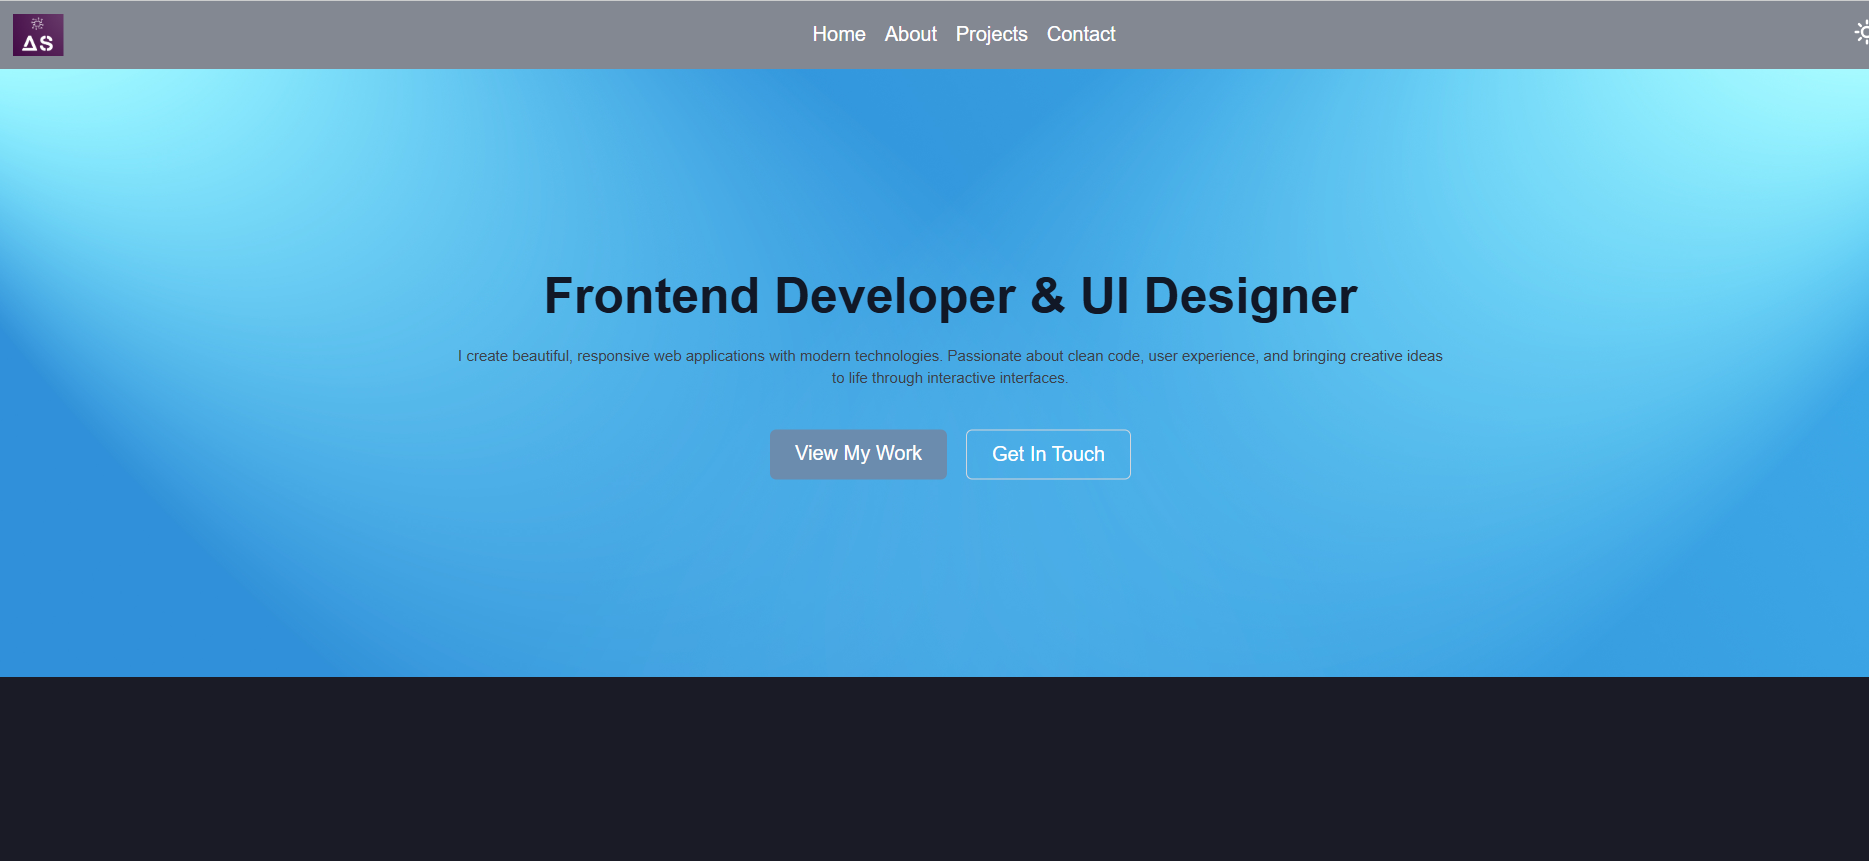 AS
Home About Projects Contact
Frontend Developer & UI Designer
I create beautiful, responsive web applications with modern technologies. Passionate about clean code, user experience, and bringing creative ideas
to life through interactive interfaces.
View My Work Get In Touch